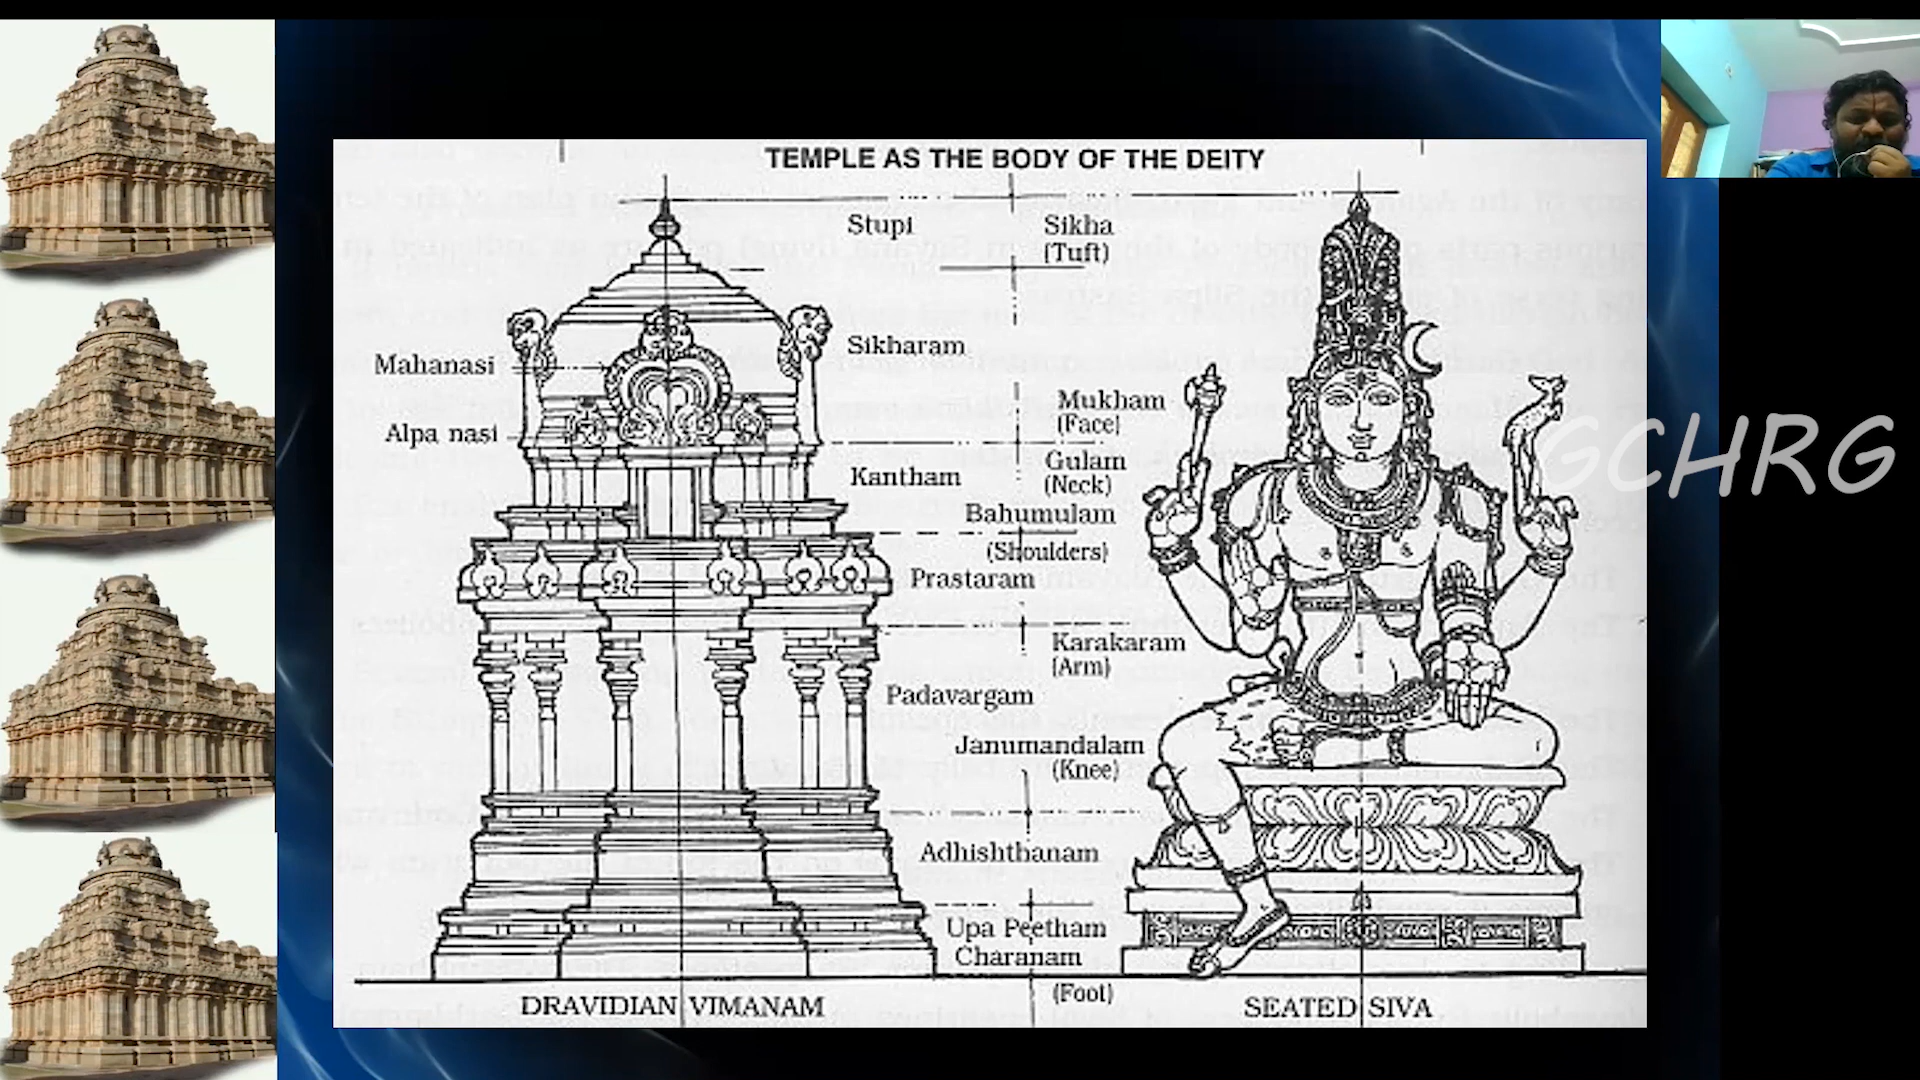 TEMPLE AS THE BODY OF THE DEITY
Stupi
Sikha
(Tuft)
Sikharam
Mahanasi
Alpa nasi
Mukham
(Face)
Kantham
Gulam
(Neck)
Bahumulam
(Shoulders)
Prastaram
Karakaram
(Arm)
Padavargam
Janumandalam
(Knee)
Adhishthanam
Upa Peetham
Charanam
(Foot)
DRAVIDIAN VIMANAM
SEATED SIVA
GCHRG